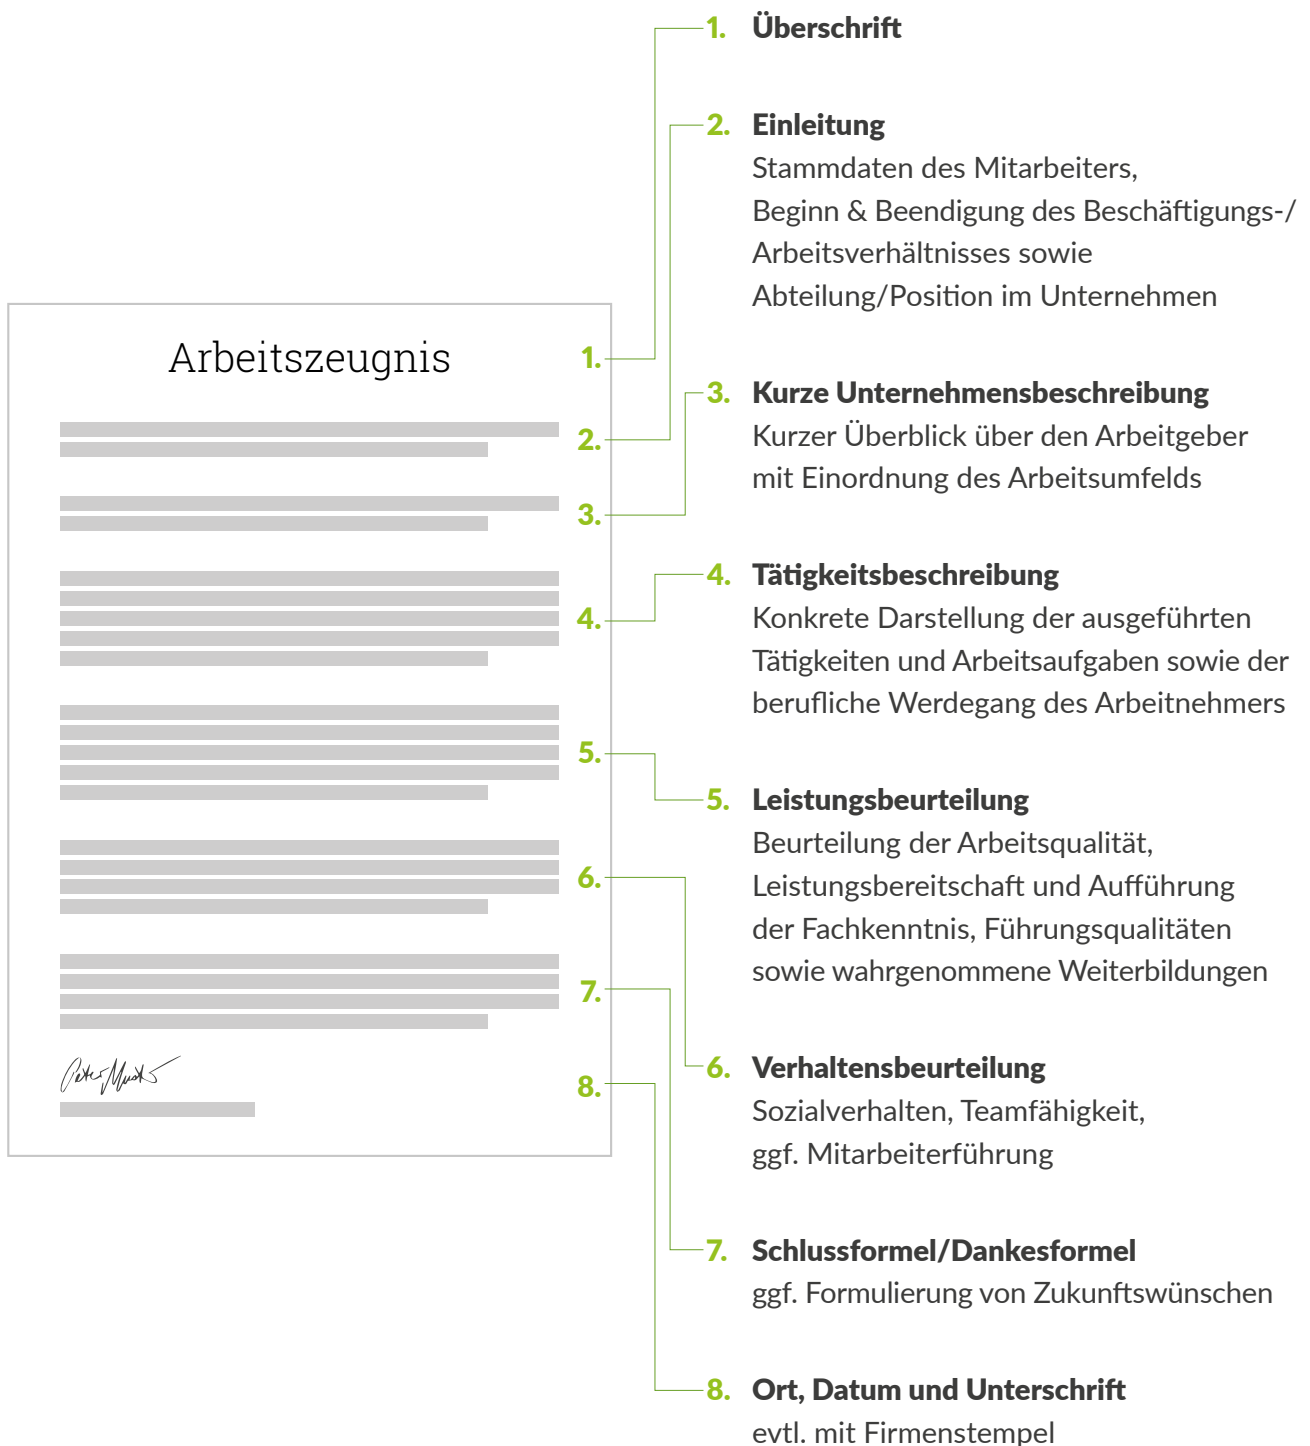 Arbeitszeugnis
1.
2.
3.
4.
5.
6.
7.
8.
1. Überschrift
2. Einleitung
Stammdaten des Mitarbeiters,
Beginn & Beendigung des Beschäftigungs-/
Arbeitsverhältnisses sowie
Abteilung/Position im Unternehmen
3. Kurze Unternehmensbeschreibung
Kurzer Überblick über den Arbeitgeber
mit Einordnung des Arbeitsumfelds
4. Tätigkeitsbeschreibung
Konkrete Darstellung der ausgeführten
Tätigkeiten und Arbeitsaufgaben sowie der
berufliche Werdegang des Arbeitnehmers
5. Leistungsbeurteilung
Beurteilung der Arbeitsqualität,
Leistungsbereitschaft und Aufführung
der Fachkenntnis, Führungsqualitäten
sowie wahrgenommene Weiterbildungen
6. Verhaltensbeurteilung
Sozialverhalten, Teamfähigkeit,
ggf. Mitarbeiterführung
7. Schlussformel/Dankesformel
ggf. Formulierung von Zukunftswünschen
8. Ort, Datum und Unterschrift
evtl. mit Firmenstempel